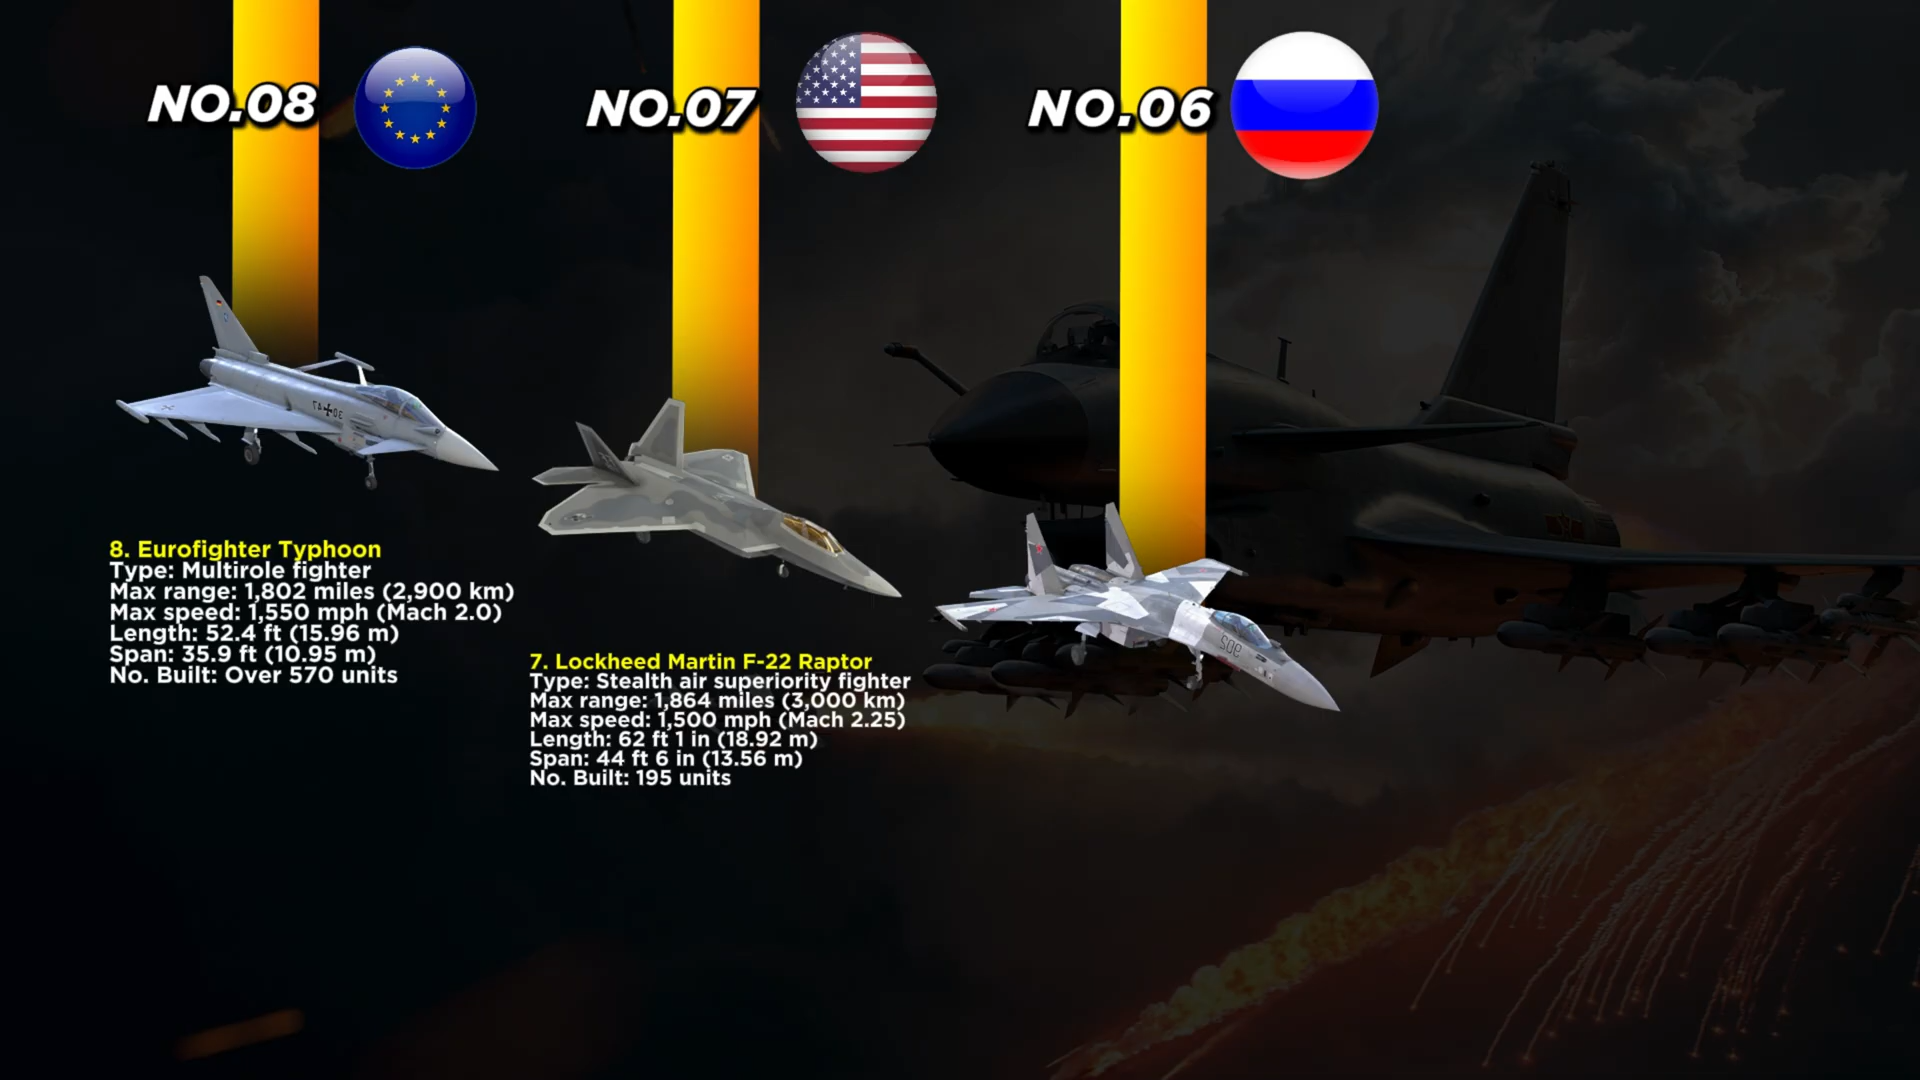 NO.08
NO.07
NO.06
8. Eurofighter Typhoon
Type: Multirole fighter
Max range: 1,802 miles (2,900 km)
Max speed: 1,550 mph (Mach 2.0)
Length: 52.4 ft (15.96 m)
Span: 35.9 ft (10.95 m)
No. Built: Over 570 units
7. Lockheed Martin F-22 Raptor
Type: Stealth air superiority fighter
Max range: 1,864 miles (3,000 km)
Max speed: 1,500 mph (Mach 2.25)
Length: 62 ft 1 in (18.92 m)
Span: 44 ft 6 in (13.56 m)
No. Built: 195 units